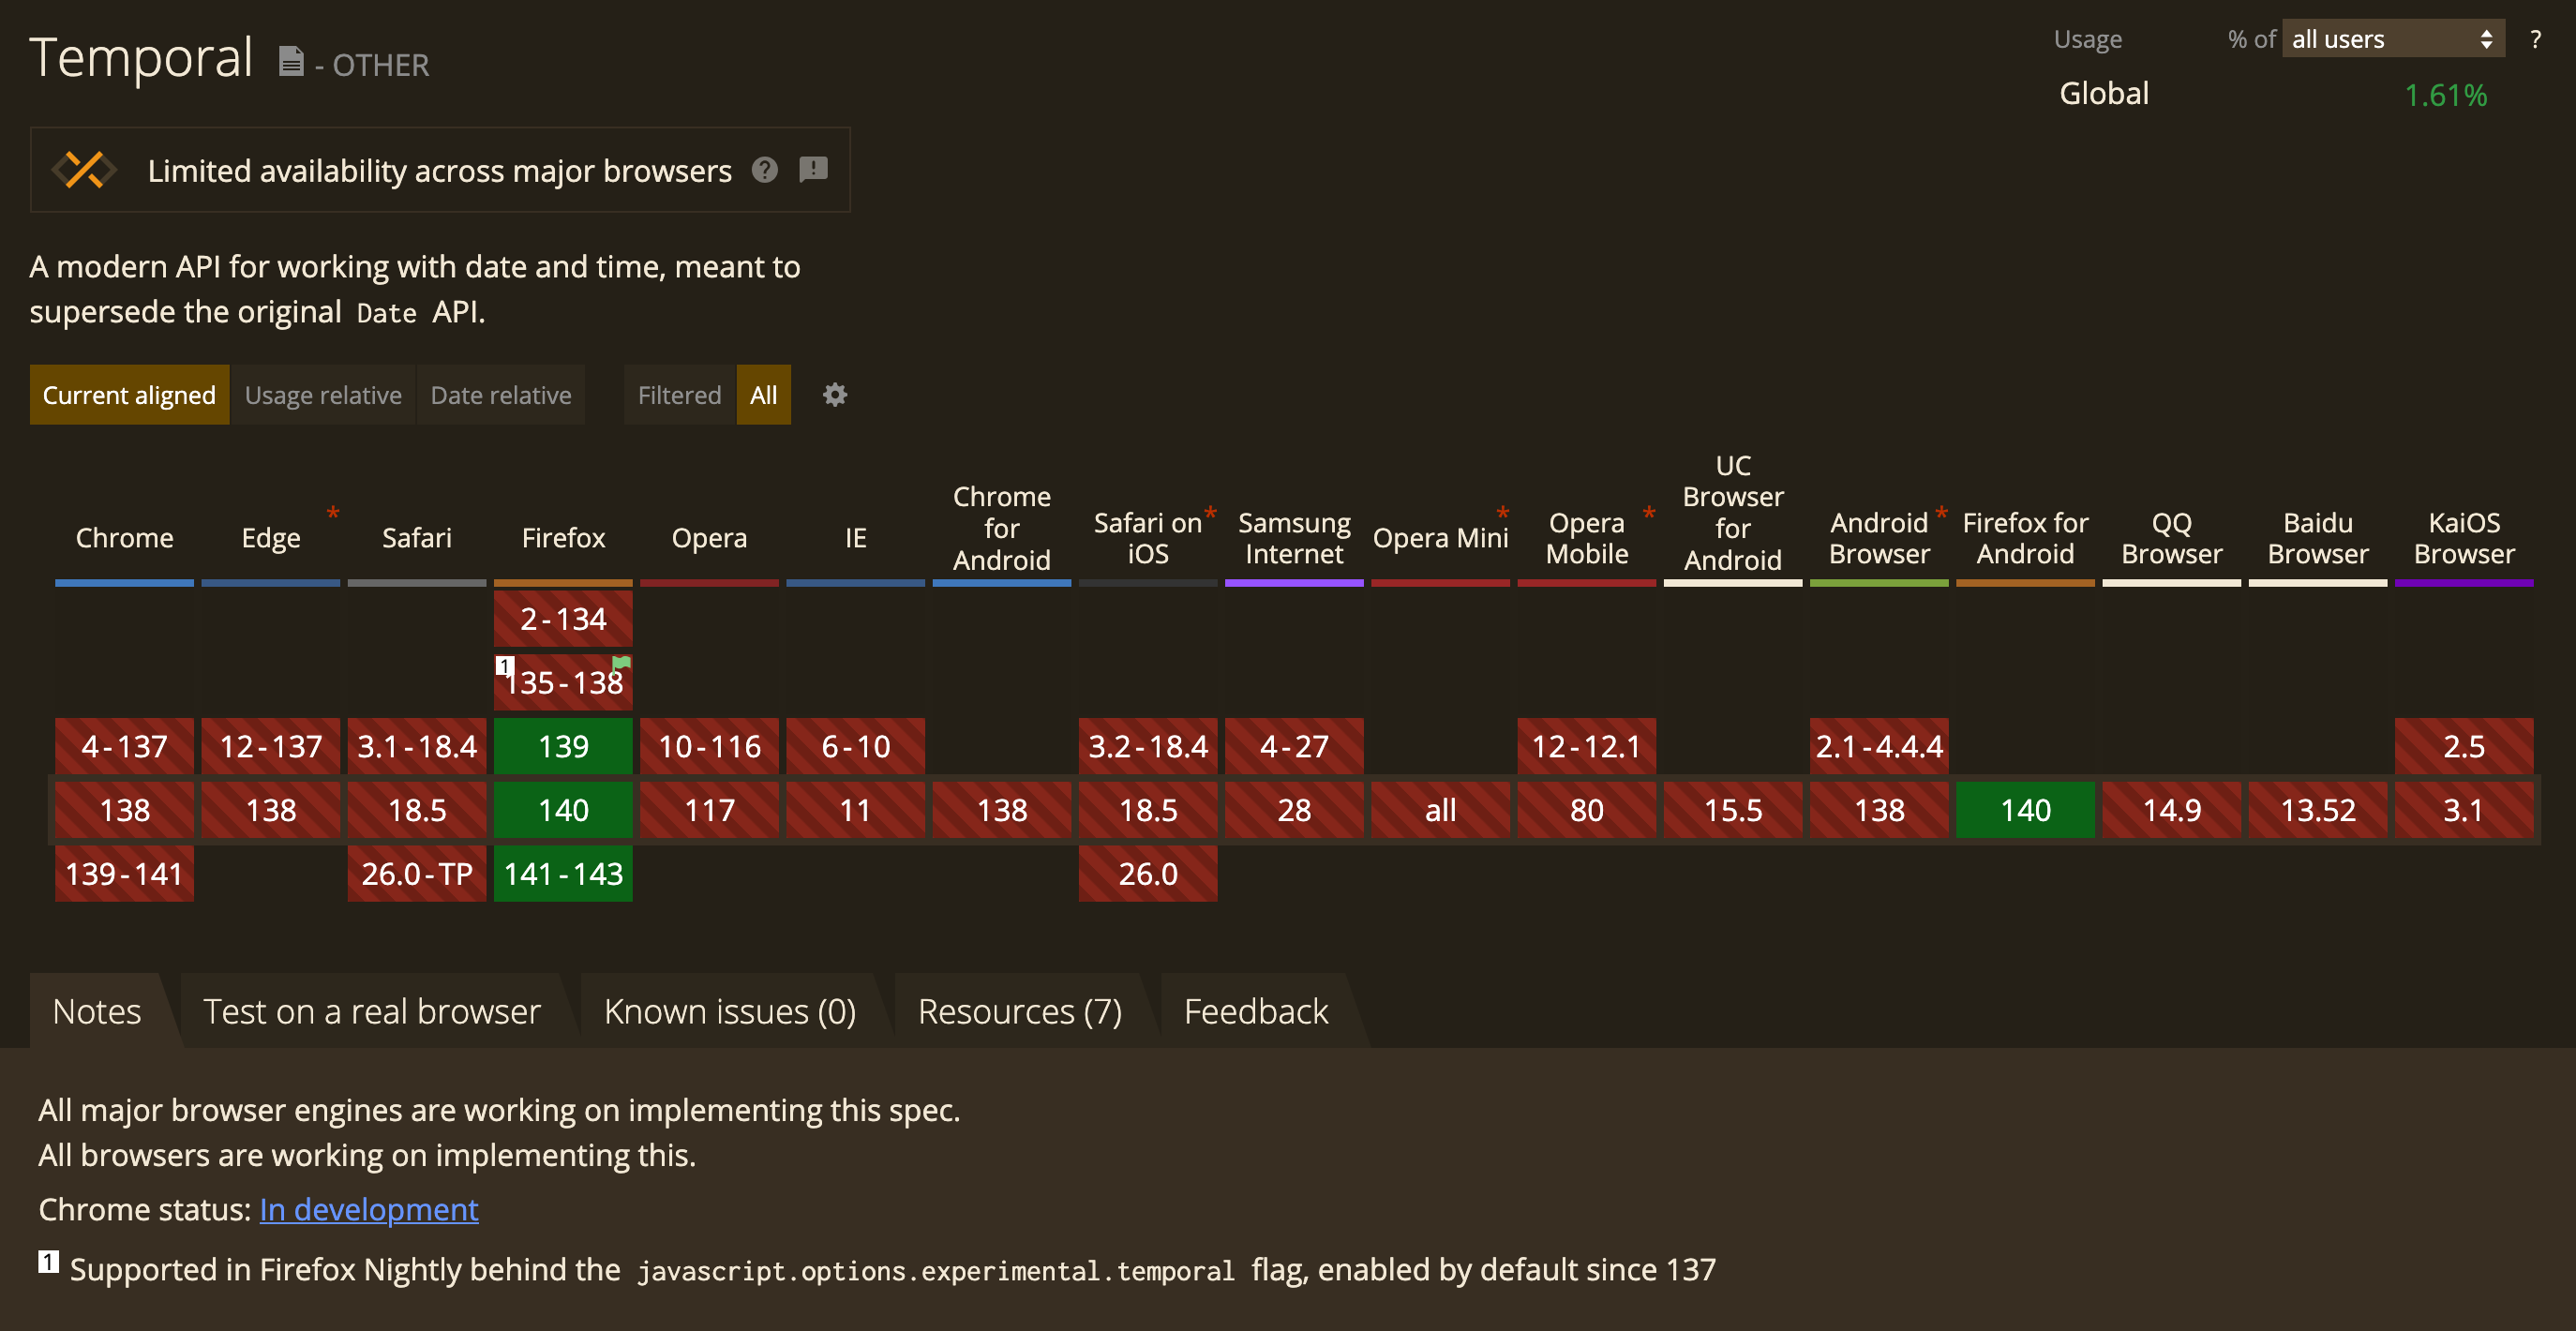 Temporal - OTHER
Usage % of all users ?
Global 1.61%
Limited availability across major browsers ? !
A modern API for working with date and time, meant to
supersede the original Date API.
Current aligned Usage relative Date relative Filtered All
Chrome
Edge *
Safari
Firefox
Opera
IE
Chrome
for
Android
Safari on *
iOS
Samsung
Internet
Opera Mini *
Opera *
Mobile
UC
Browser
for
Android
Android *
Browser
Firefox for
Android
QQ
Browser
Baidu
Browser
KaiOS
Browser
2-134
1 135-138
4-137 12-137 3.1-18.4 139 10-116 6-10 3.2-18.4 4-27 12-12.1 2.1-4.4.4 2.5
138 138 18.5 140 117 11 138 18.5 28 all 80 15.5 138 140 14.9 13.52 3.1
139-141 26.0-TP 141-143 26.0
Notes Test on a real browser Known issues (0) Resources (7) Feedback
All major browser engines are working on implementing this spec.
All browsers are working on implementing this.
Chrome status: In development
1 Supported in Firefox Nightly behind the javascript.options.experimental.temporal flag, enabled by default since 137